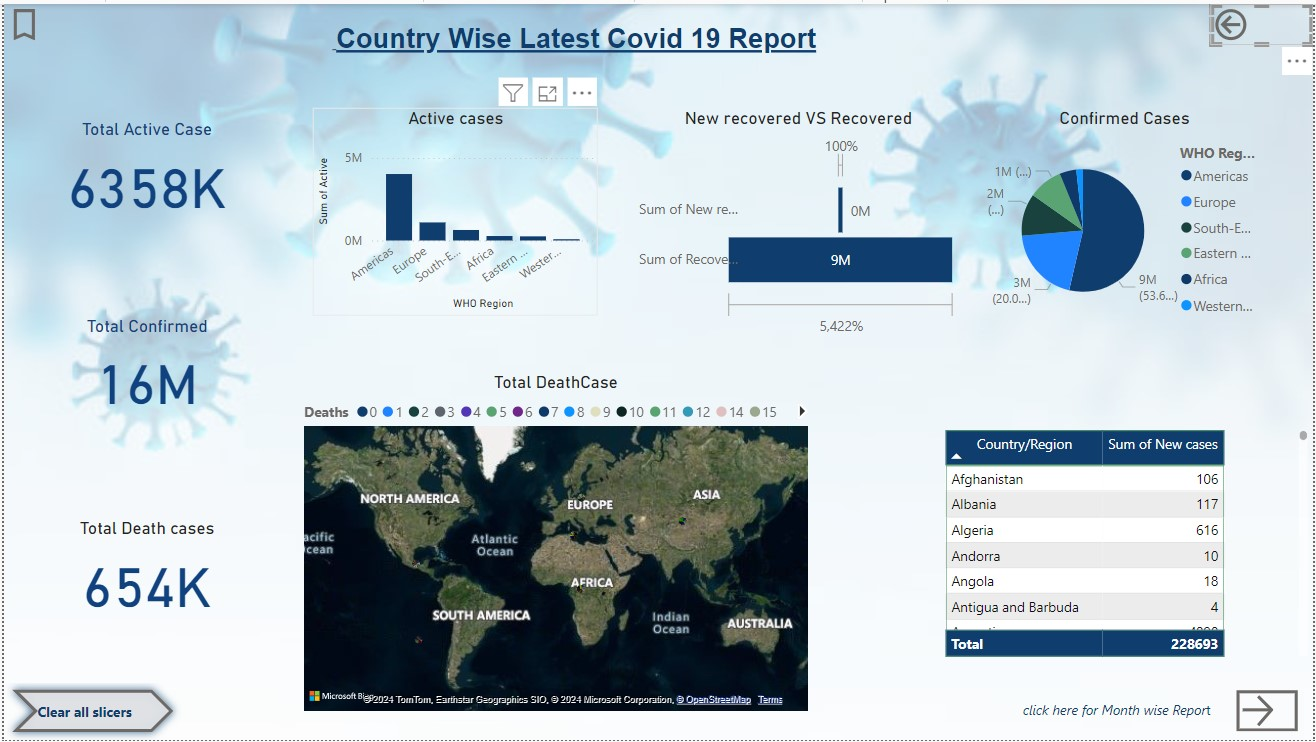 Country Wise Latest Covid 19 Report
Total Active Case
6358K
Total Confirmed
16M
Total Death cases
654K
Active cases
Sum of Active
5M
0M
Americas
Europe
South-E...
Africa
Eastern ...
Wester...
WHO Region
New recovered VS Recovered
100%
Sum of New re...
0M
Sum of Recove...
9M
5,422%
Confirmed Cases
1M (...)
2M
(...)
3M
(20.0...)
9M
(53.6...)
WHO Reg...
Americas
Europe
South-E...
Eastern ...
Africa
Western...
Total DeathCase
Deaths 0 1 2 3 4 5 6 7 8 9 10 11 12 14 15
NORTH AMERICA
EUROPE
ASIA
acific
cean
Atlantic
Ocean
AFRICA
SOUTH AMERICA
Indian
Ocean
AUSTRALIA
Microsoft Bing
©2024 TomTom, Earthstar Geographics SIO, © 2024 Microsoft Corporation, © OpenStreetMap Terms
Country/Region Sum of New cases
Afghanistan 106
Albania 117
Algeria 616
Andorra 10
Angola 18
Antigua and Barbuda 4
Total 228693
Clear all slicers
click here for Month wise Report